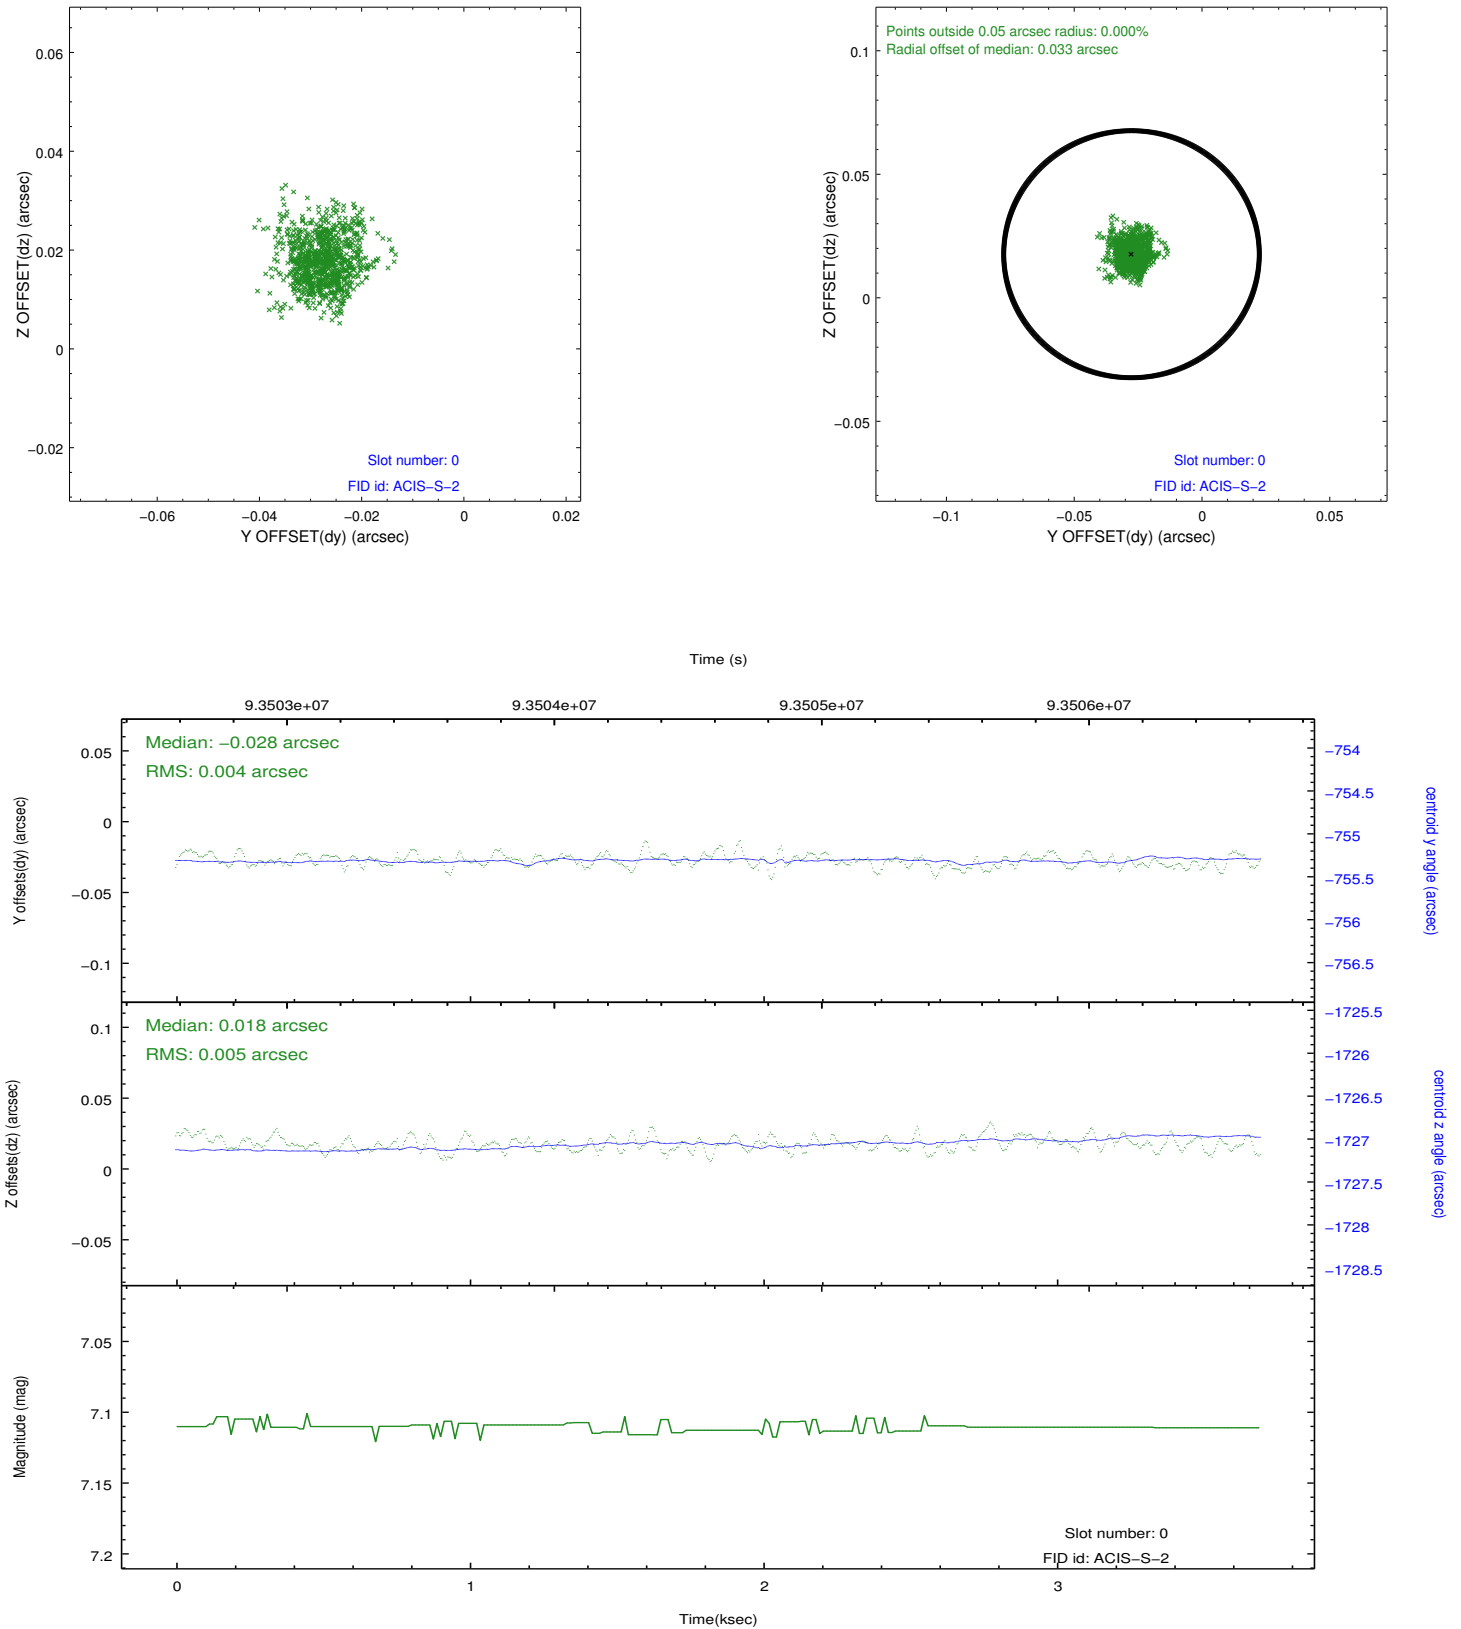 0.06
0.04
0.02
0
−0.02
Z OFFSET(dz) (arcsec)
Slot number: 0
FID id: ACIS−S−2
−0.06
−0.04
−0.02
0
0.02
Y OFFSET(dy) (arcsec)
Points outside 0.05 arcsec radius: 0.000%
Radial offset of median: 0.033 arcsec
0.1
0.05
0
−0.05
Z OFFSET(dz) (arcsec)
Slot number: 0
FID id: ACIS−S−2
−0.1
−0.05
0
0.05
Y OFFSET(dy) (arcsec)
Time (s)
9.3503e+07
9.3504e+07
9.3505e+07
9.3506e+07
Median: −0.028 arcsec
RMS: 0.004 arcsec
0.05
0
−0.05
−0.1
Y offsets(dy) (arcsec)
−754
−754.5
−755
−755.5
−756
−756.5
centroid y angle (arcsec)
Median: 0.018 arcsec
RMS: 0.005 arcsec
0.1
0.05
0
−0.05
Z offsets(dz) (arcsec)
−1725.5
−1726
−1726.5
−1727
−1727.5
−1728
−1728.5
centroid z angle (arcsec)
7.05
7.1
7.15
7.2
Magnitude (mag)
Slot number: 0
FID id: ACIS−S−2
0
1
2
3
Time(ksec)